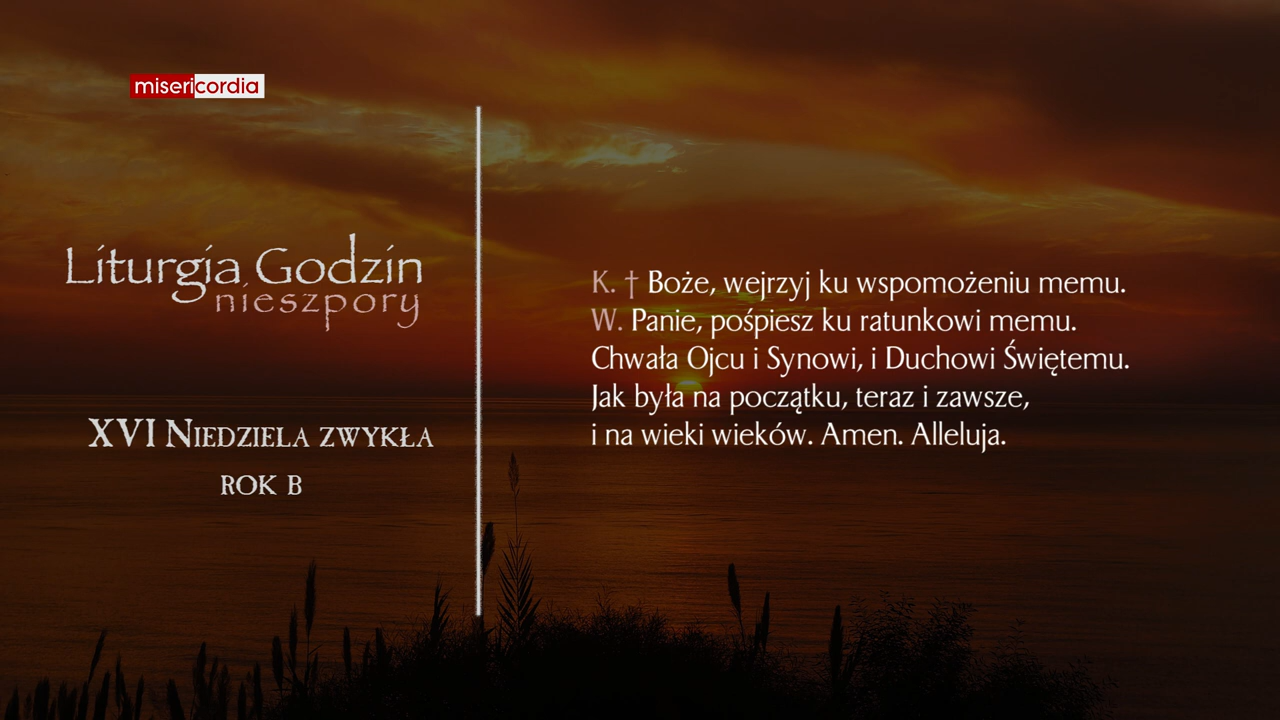 misericordia
Liturgia Godzin
nieszpory
XVI Niedziela zwykła
rok B
K. † Boże, wejrzyj ku wspomożeniu memu.
W. Panie, pośpiesz ku ratunkowi memu.
Chwała Ojcu i Synowi, i Duchowi Świętemu.
Jak była na początku, teraz i zawsze,
i na wieki wieków. Amen. Alleluja.